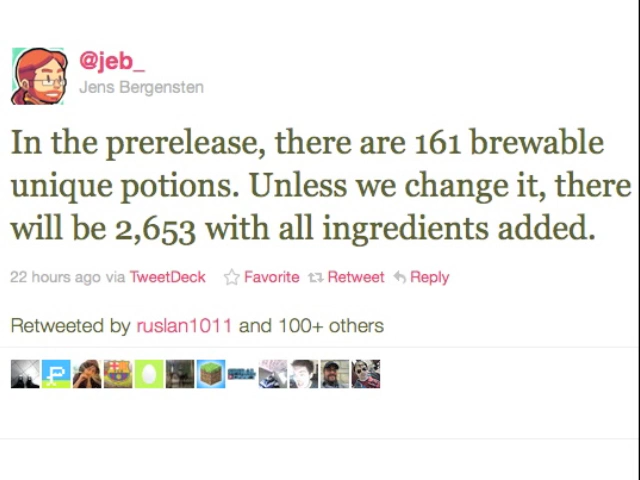 @jeb_
Jens Bergensten
In the prerelease, there are 161 brewable
unique potions. Unless we change it, there
will be 2,653 with all ingredients added.
22 hours ago via TweetDeck Favorite Retweet Reply
Retweeted by ruslan1011 and 100+ others